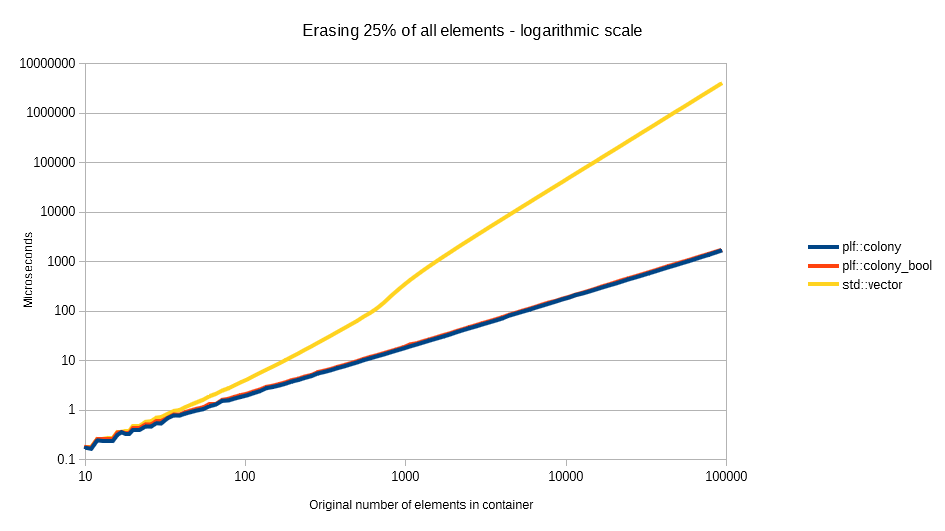 Erasing 25% of all elements - logarithmic scale
10000000
1000000
100000
10000
1000
100
10
1
0.1
Microseconds
10
100
1000
10000
100000
Original number of elements in container
plf::colony
plf::colony_bool
std::vector